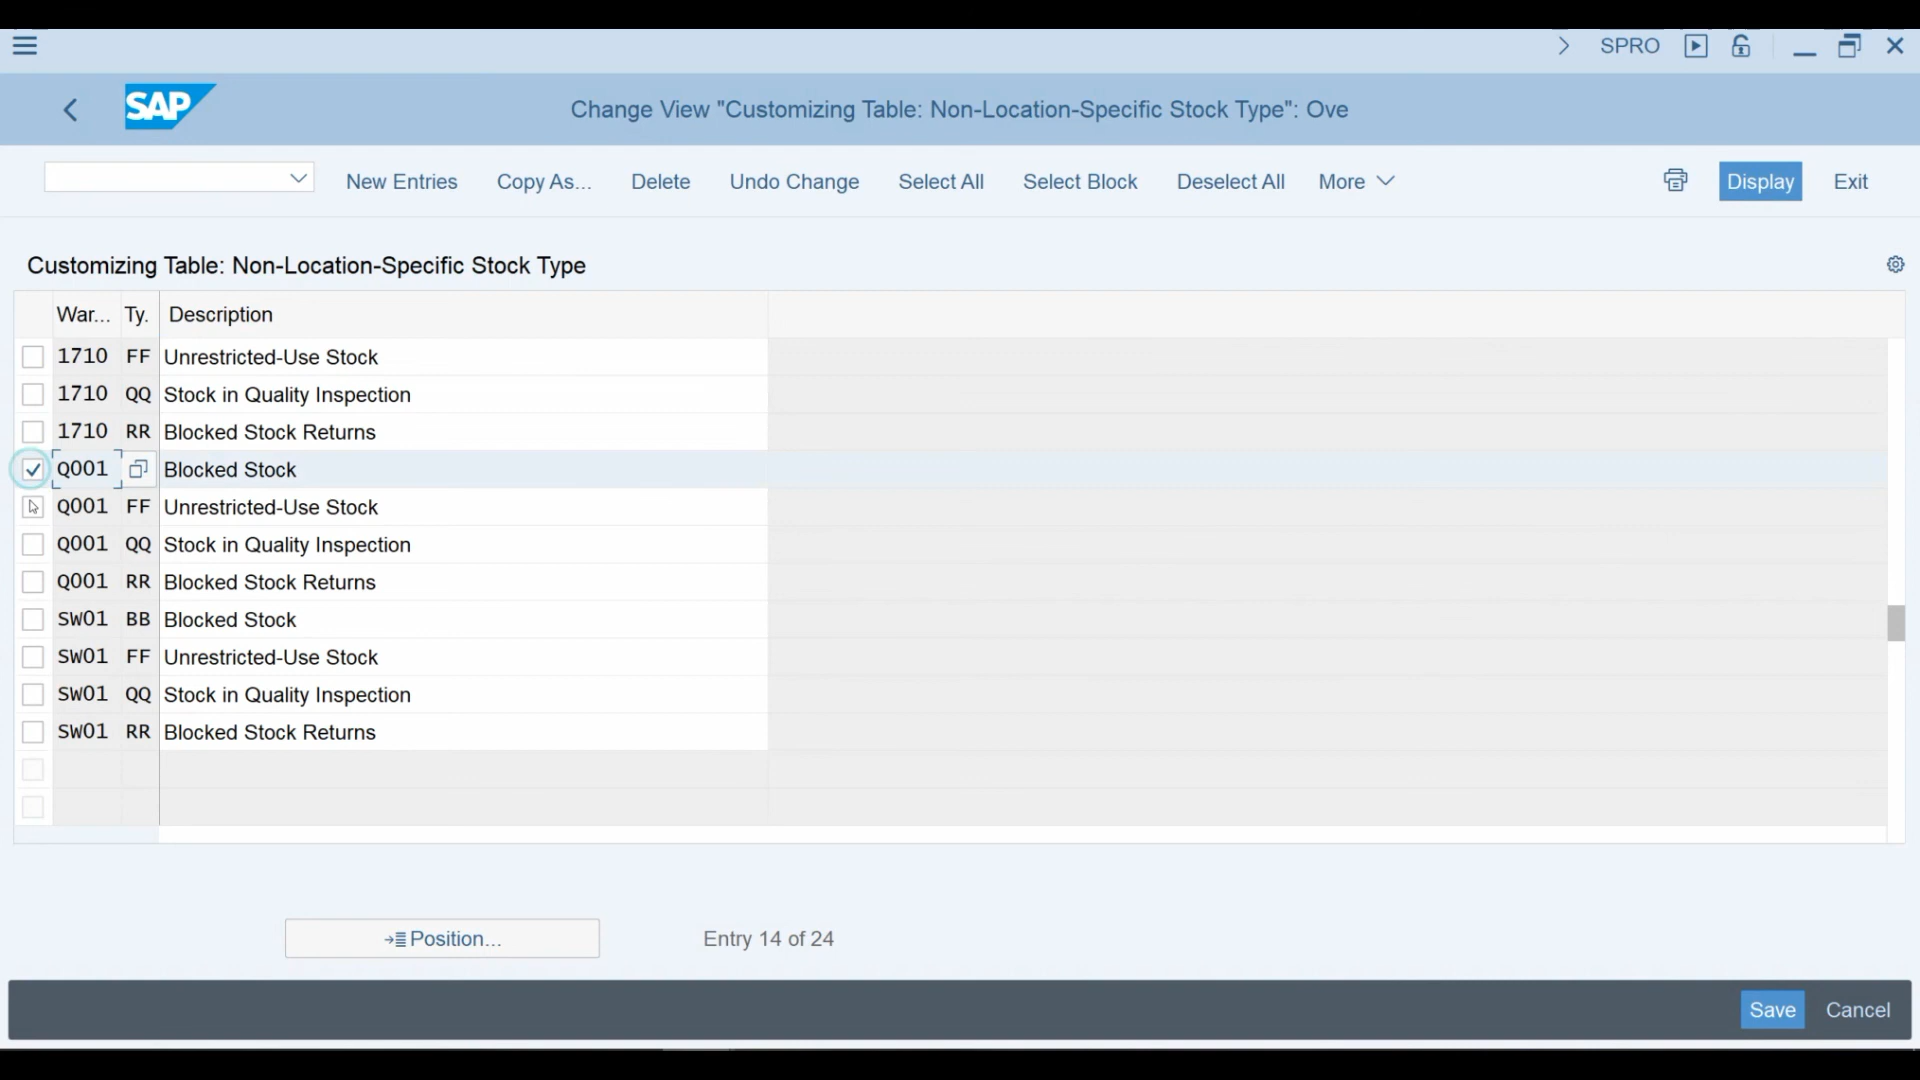 SPRO
SAP
Change View "Customizing Table: Non-Location-Specific Stock Type": Ove
New Entries Copy As... Delete Undo Change Select All Select Block Deselect All More Display Exit
Customizing Table: Non-Location-Specific Stock Type
War... Ty. Description
1710 FF Unrestricted-Use Stock
1710 QQ Stock in Quality Inspection
1710 RR Blocked Stock Returns
Q001 Blocked Stock
Q001 FF Unrestricted-Use Stock
Q001 QQ Stock in Quality Inspection
Q001 RR Blocked Stock Returns
SW01 BB Blocked Stock
SW01 FF Unrestricted-Use Stock
SW01 QQ Stock in Quality Inspection
SW01 RR Blocked Stock Returns
Position... Entry 14 of 24
Save Cancel